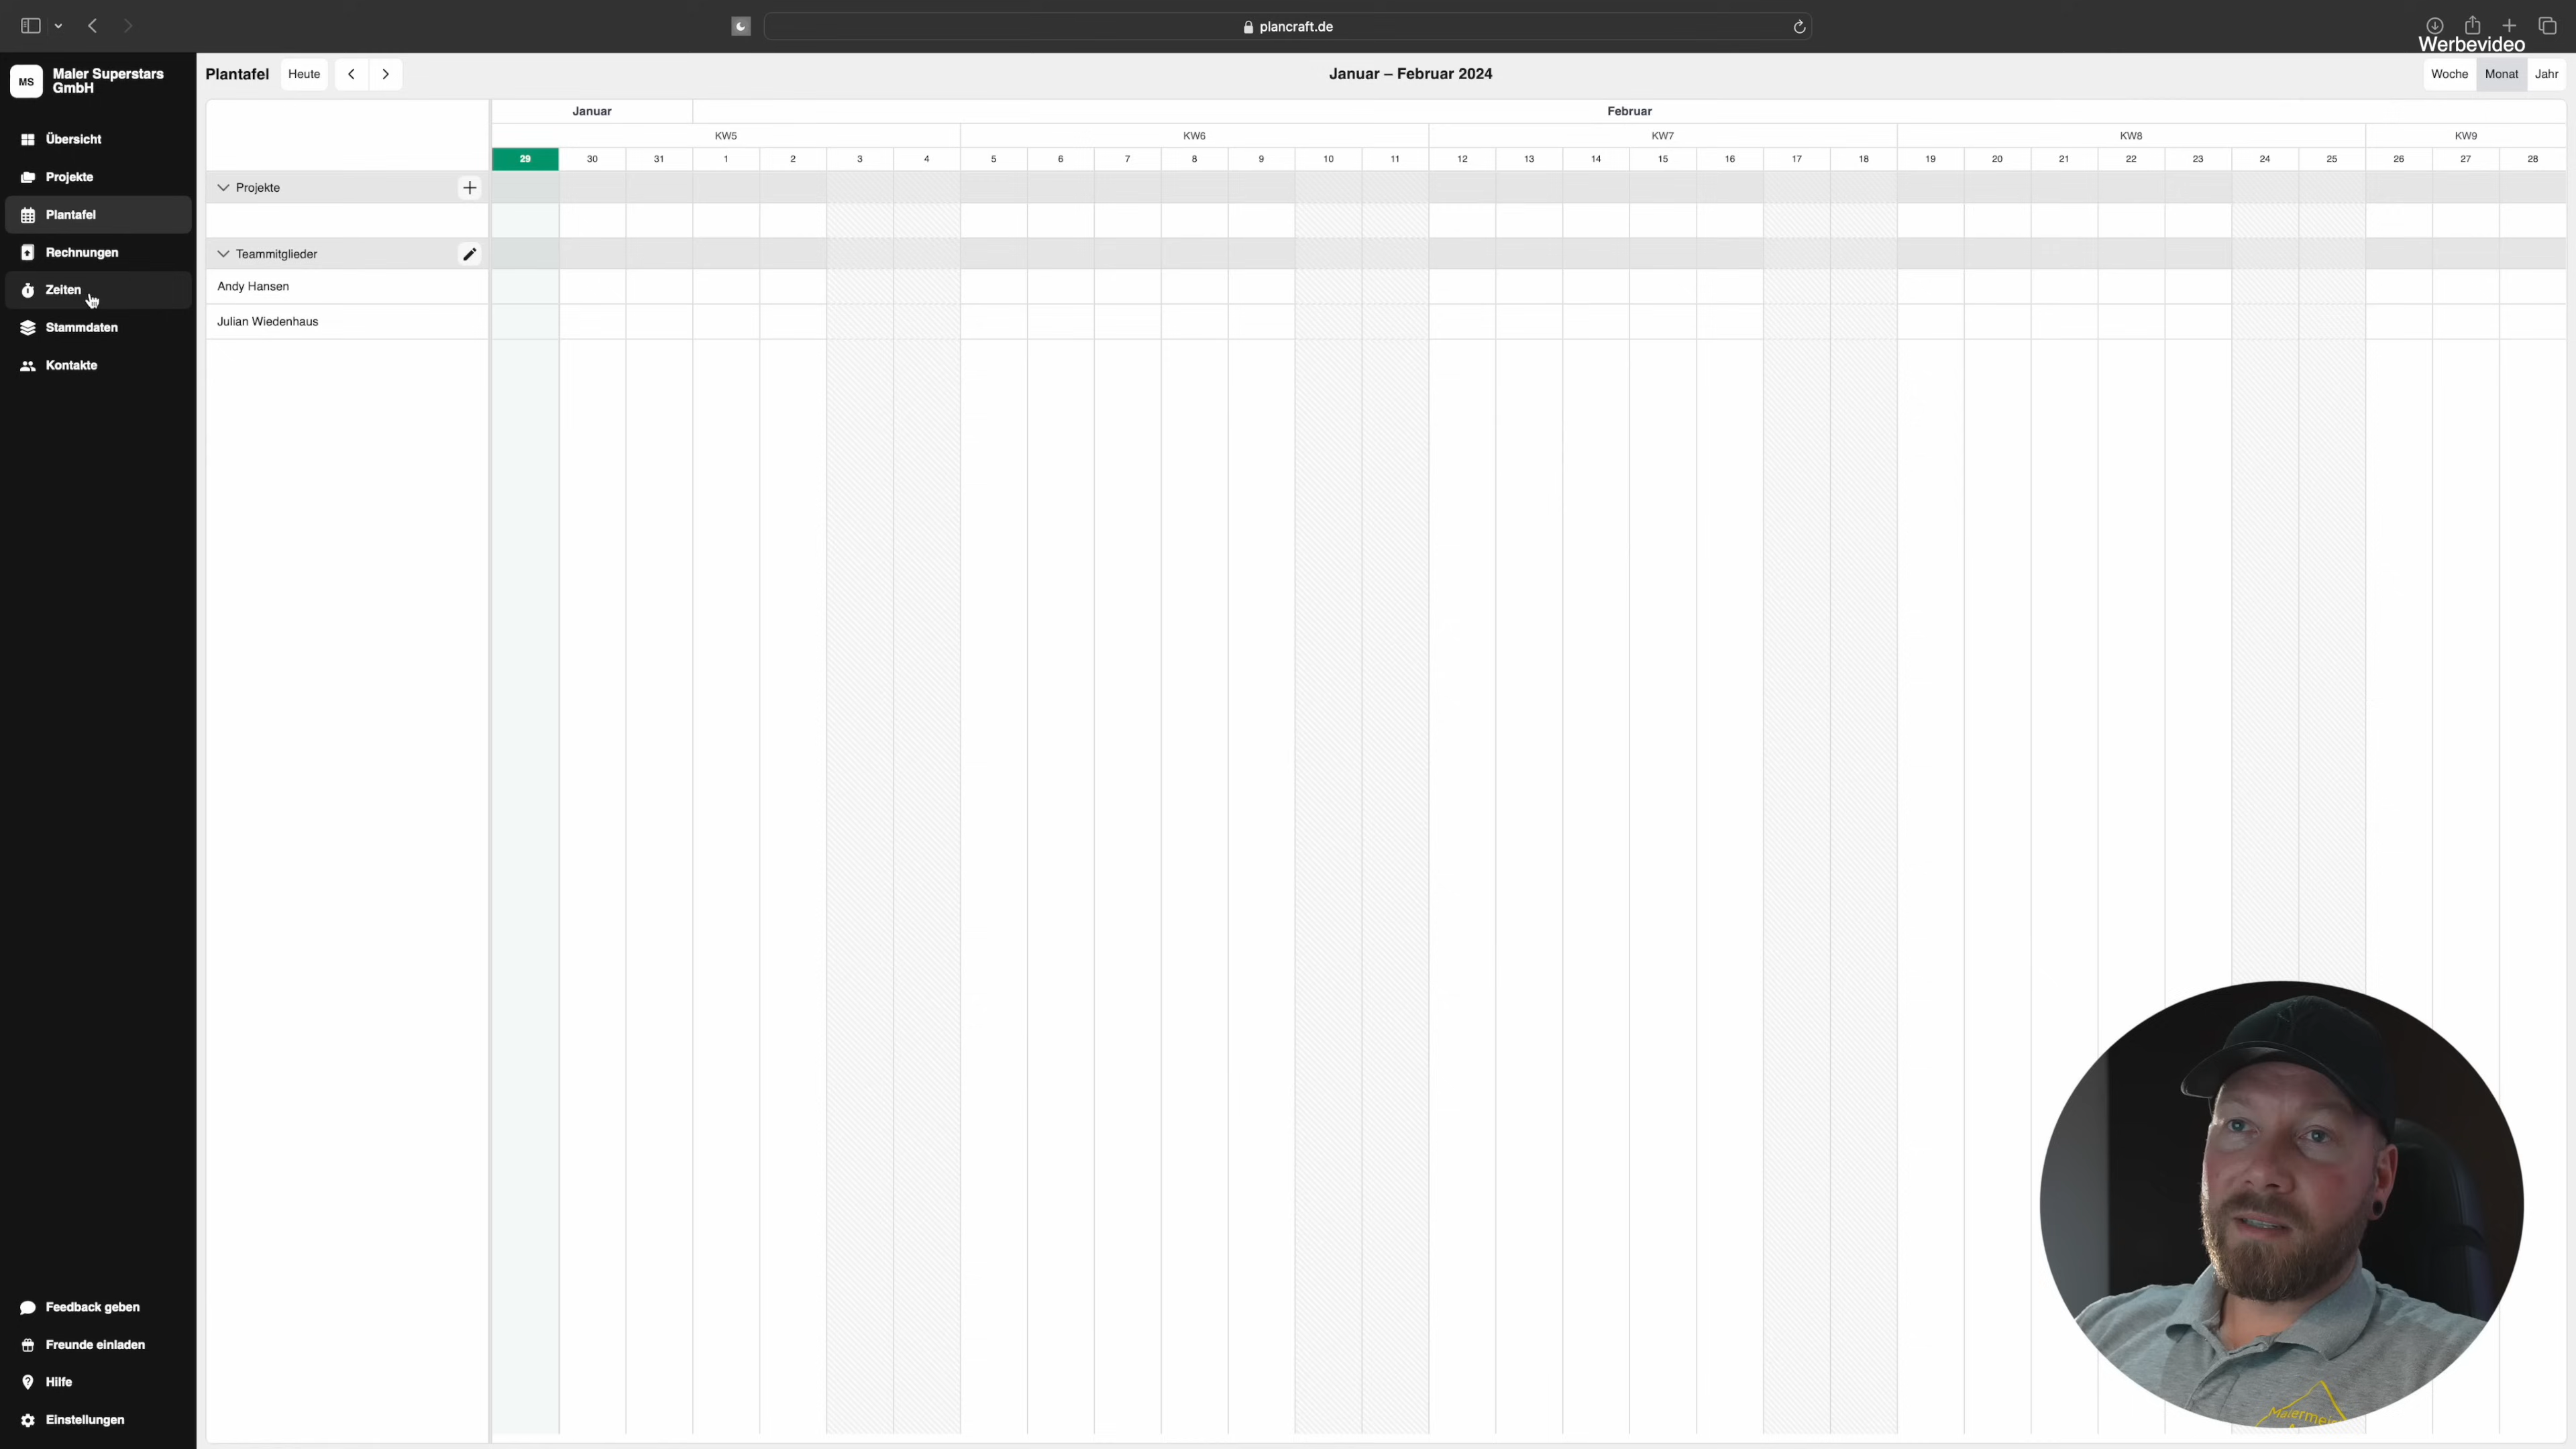 plancraft.de
Werbevideo
MS
Maler Superstars
GmbH
Übersicht
Projekte
Plantafel
Rechnungen
Zeiten
Stammdaten
Kontakte
Feedback geben
Freunde einladen
Hilfe
Einstellungen
Plantafel Heute
Januar – Februar 2024
Woche Monat Jahr
Januar Februar
KW5 KW6 KW7 KW8 KW9
29 30 31 1 2 3 4 5 6 7 8 9 10 11 12 13 14 15 16 17 18 19 20 21 22 23 24 25 26 27 28
Projekte
Teammitglieder
Andy Hansen
Julian Wiedenhaus